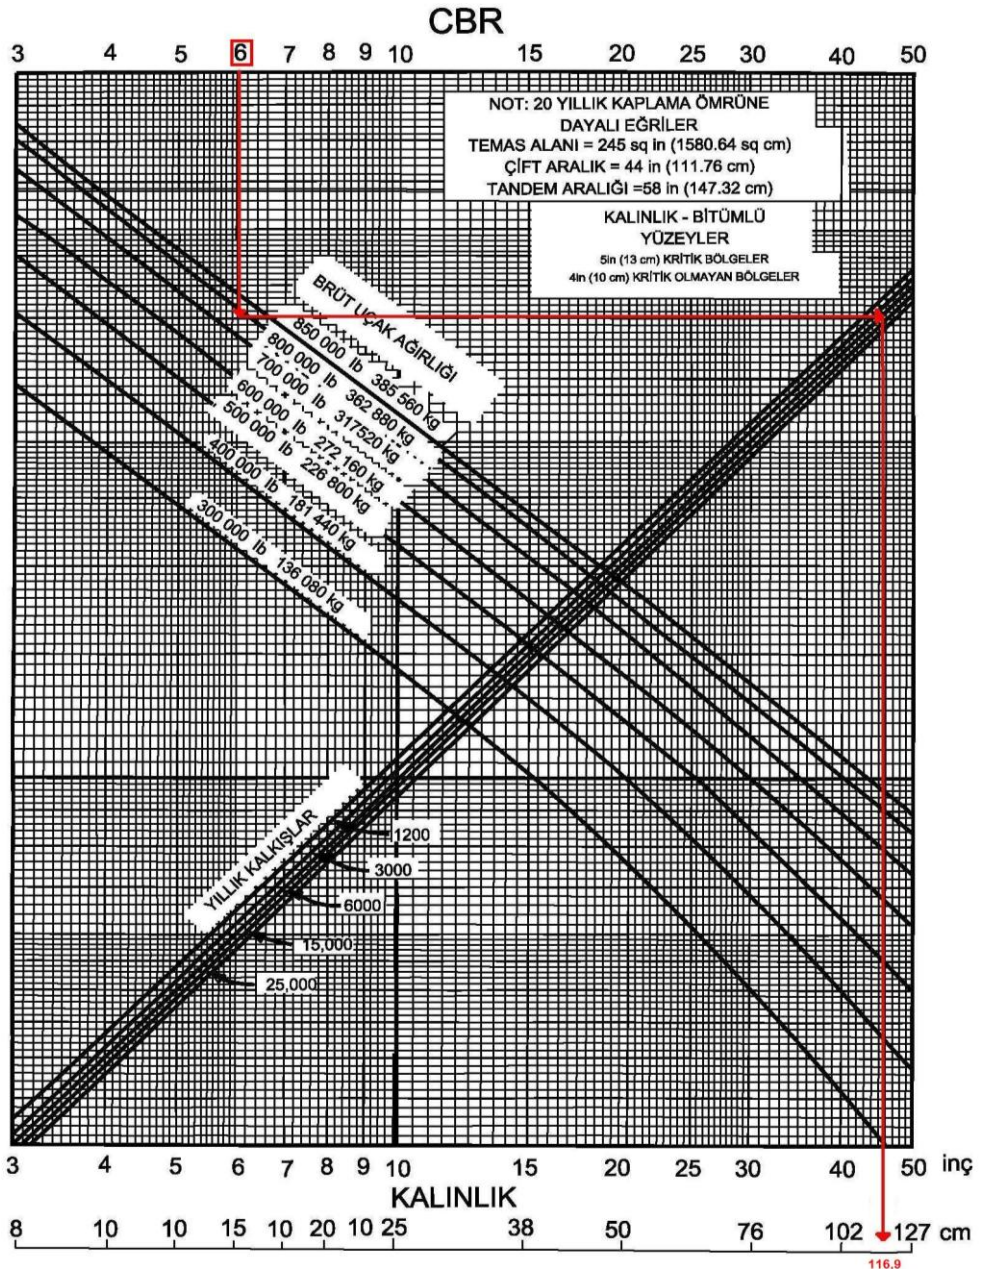 CBR
3 4 5 6 7 8 9 10 15 20 25 30 40 50
NOT: 20 YILLIK KAPLAMA ÖMRÜNE
DAYALI EĞRİLER
TEMAS ALANI = 245 sq in (1580.64 sq cm)
ÇİFT ARALIK = 44 in (111.76 cm)
TANDEM ARALIĞI =58 in (147.32 cm)
KALINLIK - BİTÜMLÜ
YÜZEYLER
5in (13 cm) KRİTİK BÖLGELER
4in (10 cm) KRİTİK OLMAYAN BÖLGELER
BRÜT UÇAK AĞIRLIĞI
850 000 lb 385 560 kg
800 000 lb 362 880 kg
700 000 lb 317520 kg
600 000 lb 272 160 kg
500 000 lb 226 800 kg
400 000 lb 181 440 kg
300 000 lb 136 080 kg
YILLIK KALKIŞLAR
1200
3000
6000
15,000
25,000
3 4 5 6 7 8 9 10 15 20 25 30 40 50 inç
KALINLIK
8 10 10 15 10 20 10 25 38 50 76 102 127 cm
116.9